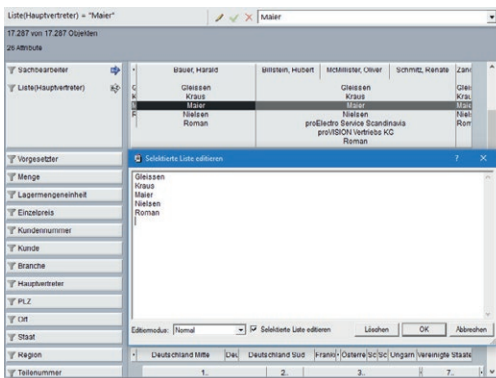 Liste(Hauptvertreter) = "Maier"
Maier
17.287 von 17.287 Objekten
26 Attribute
Sachbearbeiter
Bauer, Harald
Billstein, Hubert
McMillister, Oliver
Schmitz, Renate
Liste(Hauptvertreter)
Gleissen Gleissen
Kraus Kraus
Maier Maier
Nielsen Nielsen
Roman proElectro Service Scandinavia
proVISION Vertriebs KG
Roman
Vorgesetzter
Menge
Lagermengeneinheit
Einzelpreis
Kundennummer
Kunde
Branche
Hauptvertreter
PLZ
Ort
Staat
Region
Teilenummer
Selektierte Liste editieren
Gleissen
Kraus
Maier
Nielsen
Roman
Editiermodus: Normal Selektierte Liste editieren Löschen OK Abbrechen
Deutschland Mitte Deutschland Süd Ungarn Vereinigte Staate
1.. 2.. 3.. 7..